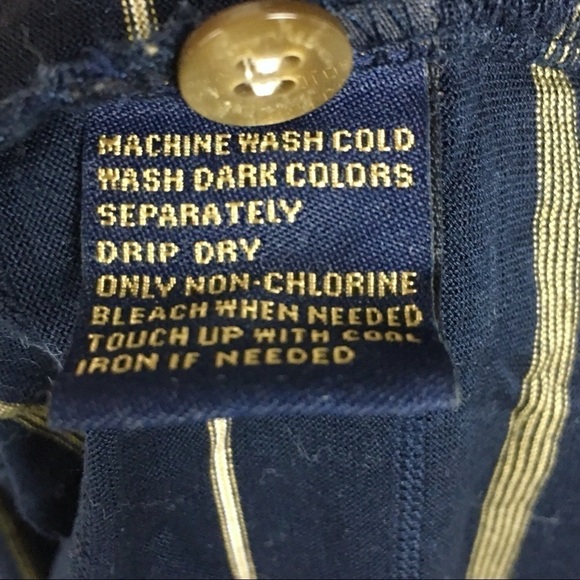 MACHINE WASH COLD
WASH DARK COLORS
SEPARATELY
DRIP DRY
ONLY NON-CHLORINE
BLEACH WHEN NEEDED
TOUCH UP WITH COOL
IRON IF NEEDED